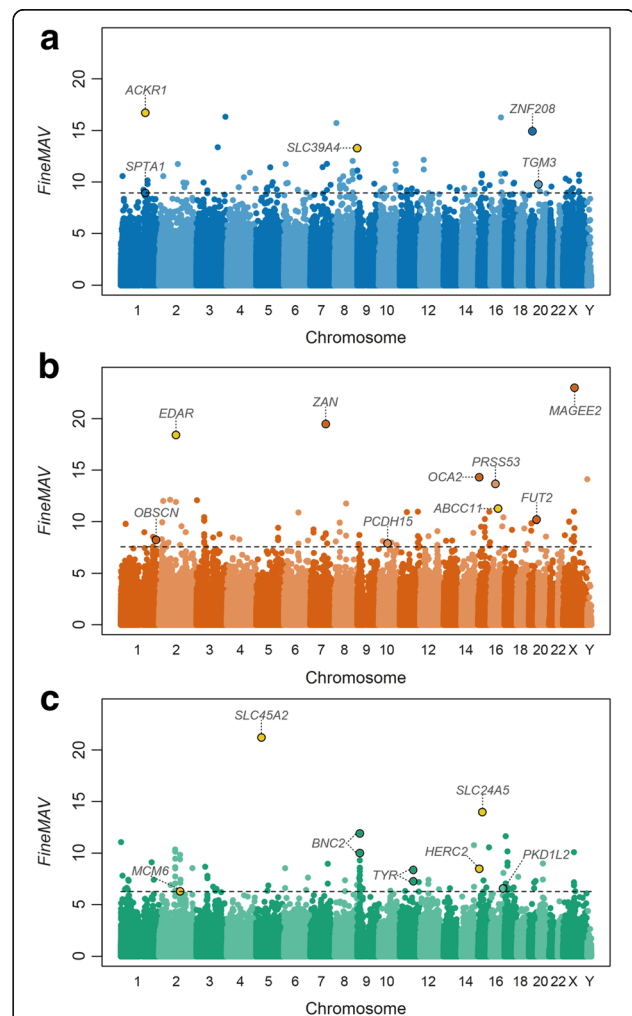 a
20
15
10
5
0
FineMAV
ACKR1
SPTA1
SLC39A4
ZNF208
TGM3
1 2 3 4 5 6 7 8 9 10 12 14 16 18 20 22 X Y
Chromosome
b
20
15
10
5
0
FineMAV
EDAR
ZAN
MAGEE2
OCA2
PRSS53
ABCC11
FUT2
OBSCN
PCDH15
1 2 3 4 5 6 7 8 9 10 12 14 16 18 20 22 X Y
Chromosome
c
20
15
10
5
0
FineMAV
SLC45A2
SLC24A5
BNC2
HERC2
PKD1L2
MCM6
TYR
1 2 3 4 5 6 7 8 9 10 12 14 16 18 20 22 X Y
Chromosome